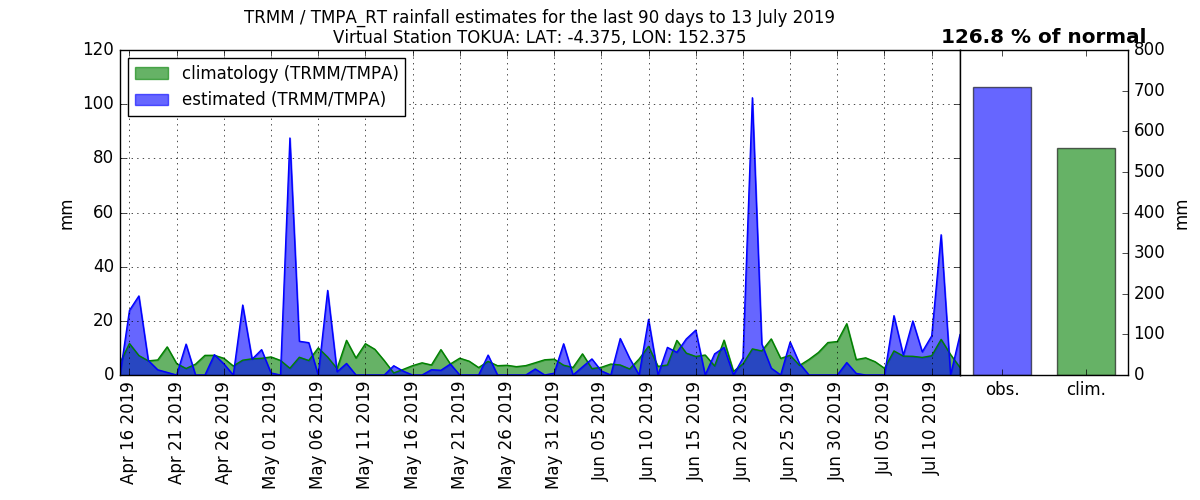 TRMM / TMPA_RT rainfall estimates for the last 90 days to 13 July 2019
Virtual Station TOKUA: LAT: -4.375, LON: 152.375
126.8 % of normal
climatology (TRMM/TMPA)
estimated (TRMM/TMPA)
mm
120
100
80
60
40
20
0
Apr 16 2019
Apr 21 2019
Apr 26 2019
May 01 2019
May 06 2019
May 11 2019
May 16 2019
May 21 2019
May 26 2019
May 31 2019
Jun 05 2019
Jun 10 2019
Jun 15 2019
Jun 20 2019
Jun 25 2019
Jun 30 2019
Jul 05 2019
Jul 10 2019
obs.
clim.
800
700
600
500
400
300
200
100
0
mm